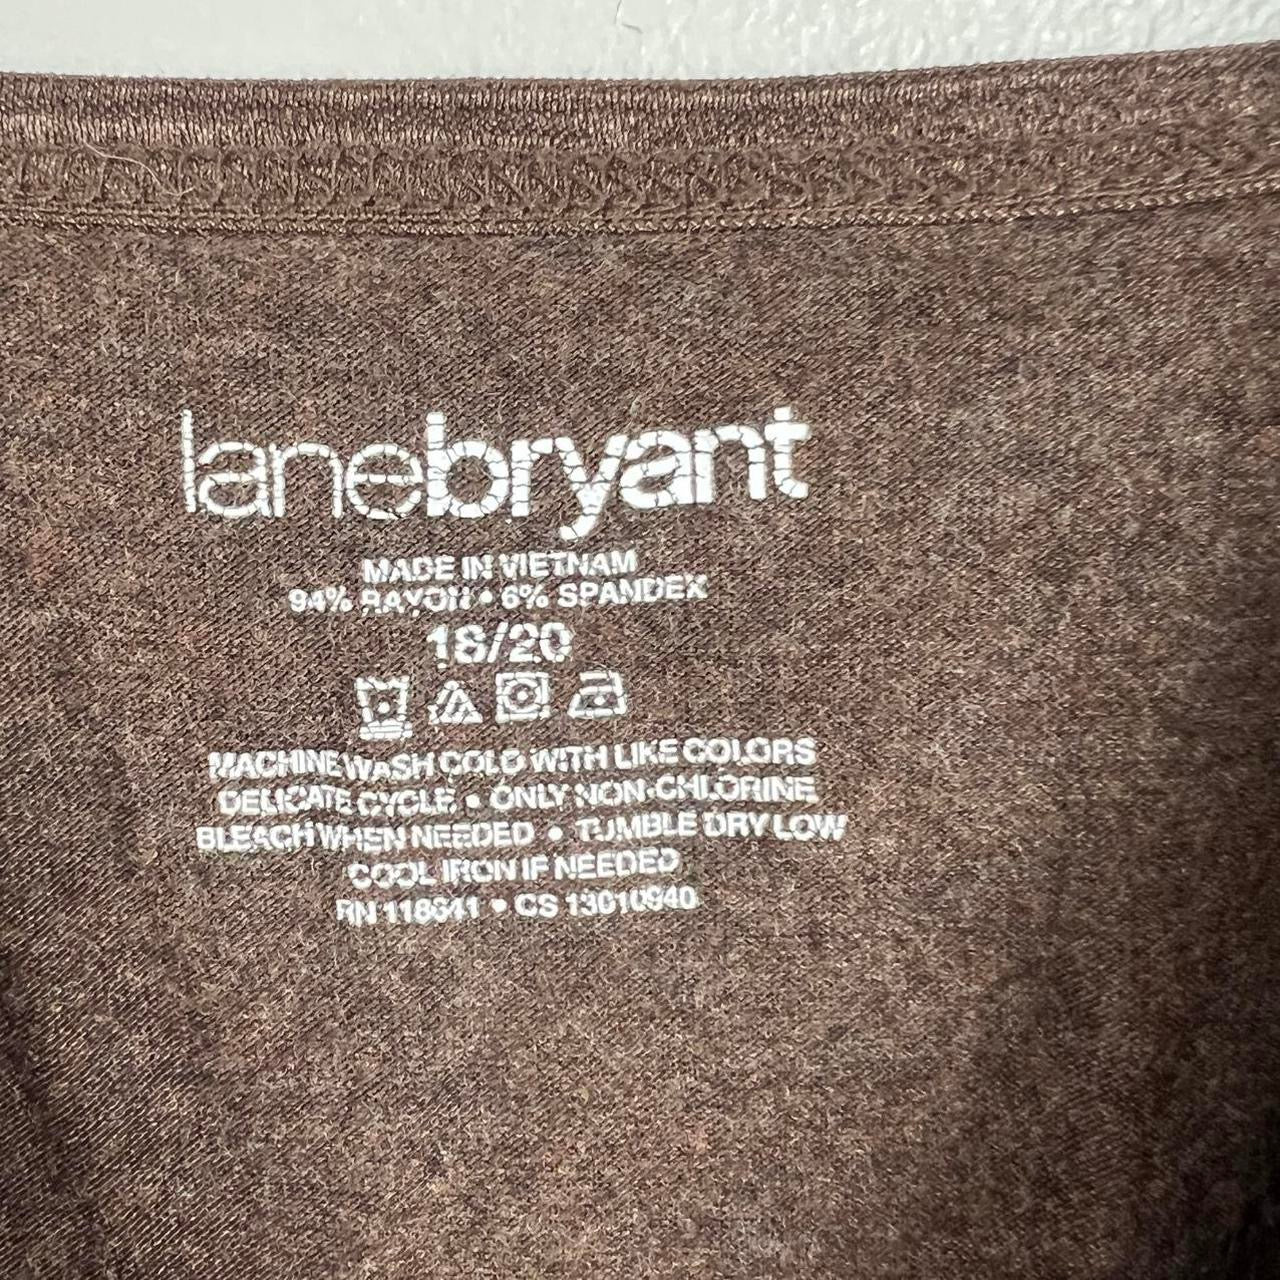 lanebryant
MADE IN VIETNAM
94% RAYON • 6% SPANDEX
18/20
MACHINE WASH COLD WITH LIKE COLORS
DELICATE CYCLE • ONLY NON-CHLORINE
BLEACH WHEN NEEDED • TUMBLE DRY LOW
COOL IRON IF NEEDED
RN 118641 • CS 13010940